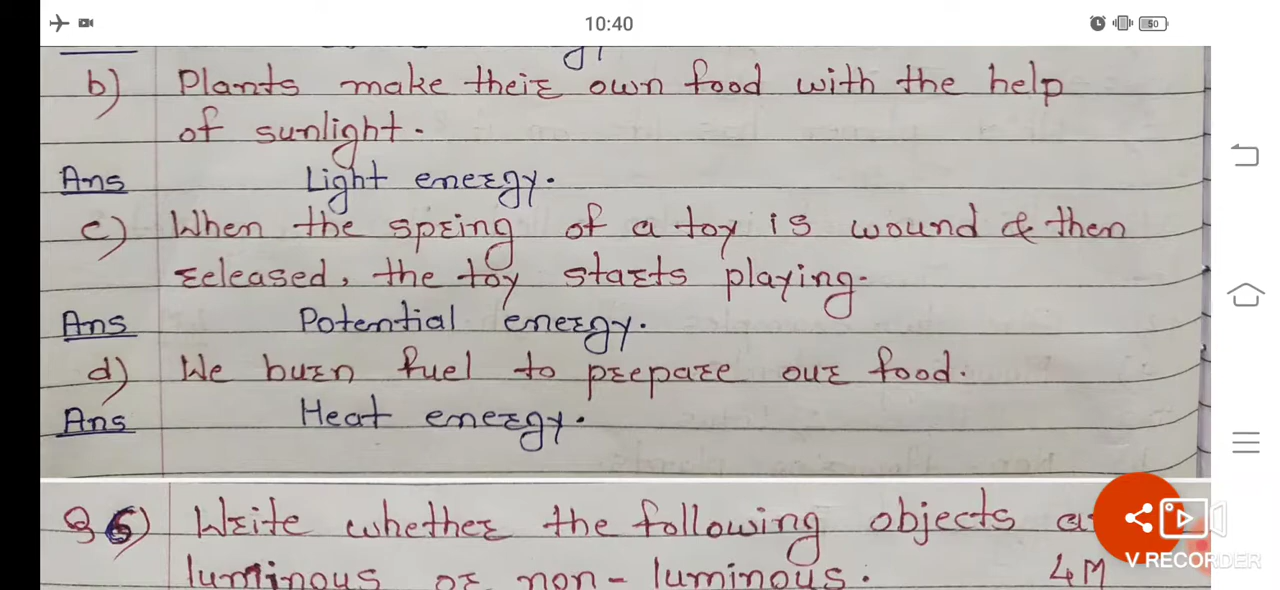 10:40
50
b) Plants make their own food with the help
of sunlight.
Ans Light energy.
c) When the spring of a toy is wound & then
released, the toy starts playing.
Ans Potential energy.
d) We burn fuel to prepare our food.
Ans Heat energy.
Q 6) Write whether the following objects
luminous or non-luminous. 4M
V RECORDER